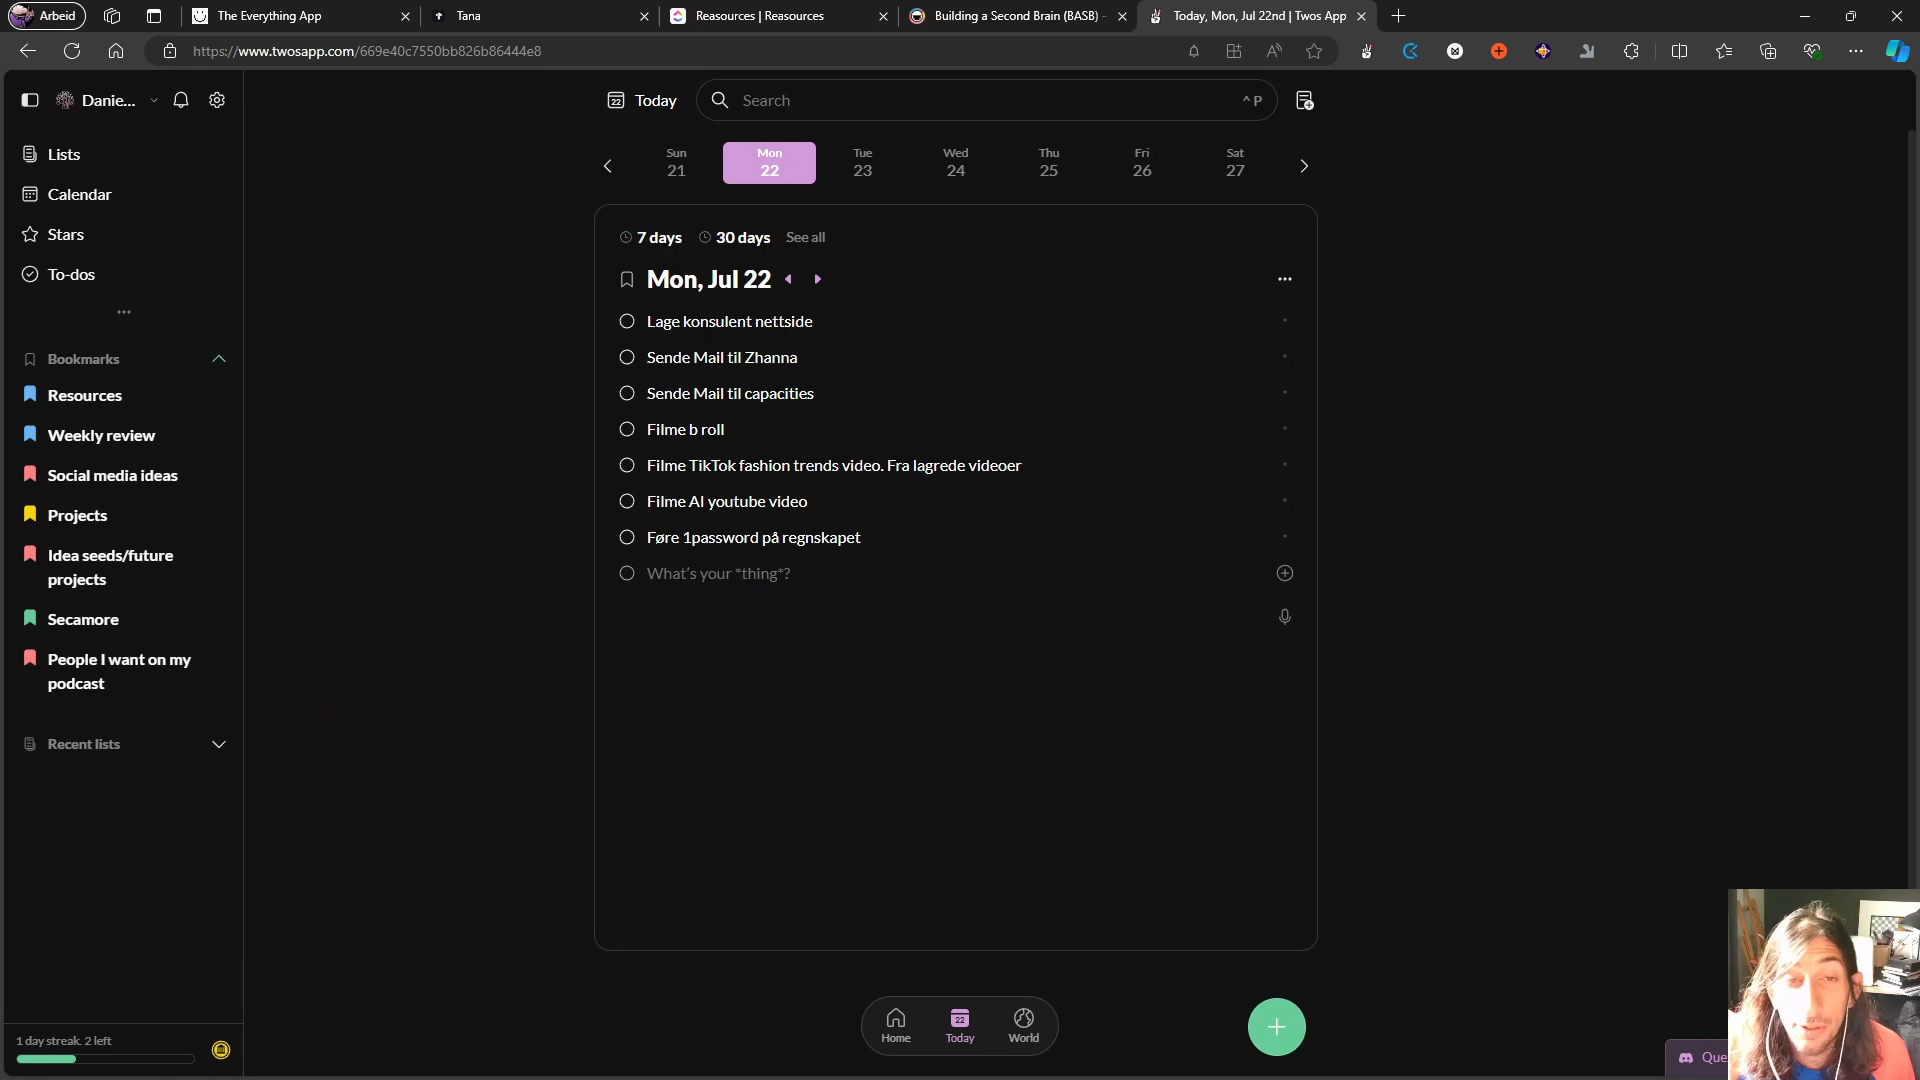 Arbeid
The Everything App
Tana
Reasources | Reasources
Building a Second Brain (BASB) -
Today, Mon, Jul 22nd | Twos App
https://www.twosapp.com/669e40c7550bb826b86444e8
Danie...
Lists
Calendar
Stars
To-dos
Bookmarks
Resources
Weekly review
Social media ideas
Projects
Idea seeds/future
projects
Secamore
People I want on my
podcast
Recent lists
1 day streak. 2 left
22 Today
Search
^ P
Sun
21
Mon
22
Tue
23
Wed
24
Thu
25
Fri
26
Sat
27
7 days
30 days
See all
Mon, Jul 22
Lage konsulent nettside
Sende Mail til Zhanna
Sende Mail til capacities
Filme b roll
Filme TikTok fashion trends video. Fra lagrede videoer
Filme AI youtube video
Føre 1password på regnskapet
What's your *thing*?
Home
22
Today
World
Que